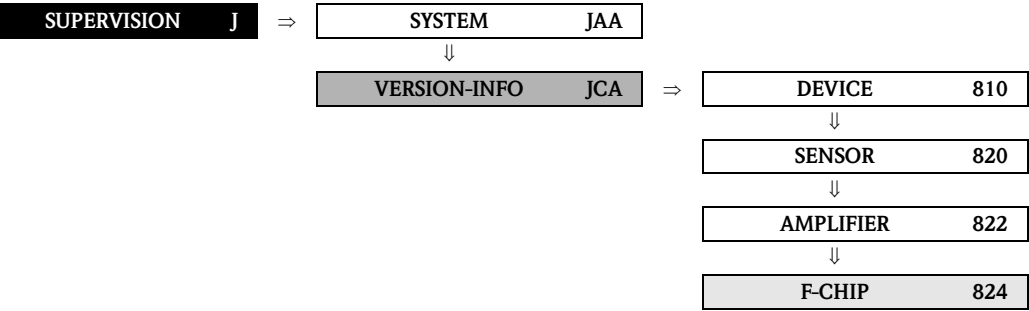 SUPERVISION J ⇒ SYSTEM JAA
⇓
VERSION-INFO JCA ⇒ DEVICE 810
⇓
SENSOR 820
⇓
AMPLIFIER 822
⇓
F-CHIP 824